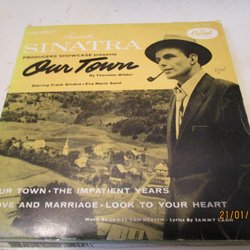 Frank
SINATRA
PRODUCERS' SHOWCASE presents
Our Town
by Thornton Wilder
Starring Frank Sinatra • Eva Marie Saint
Capitol
OUR TOWN • THE IMPATIENT YEARS
LOVE AND MARRIAGE • LOOK TO YOUR HEART
Music by JAMES VAN HEUSEN • Lyrics by SAMMY CAHN
21/01/